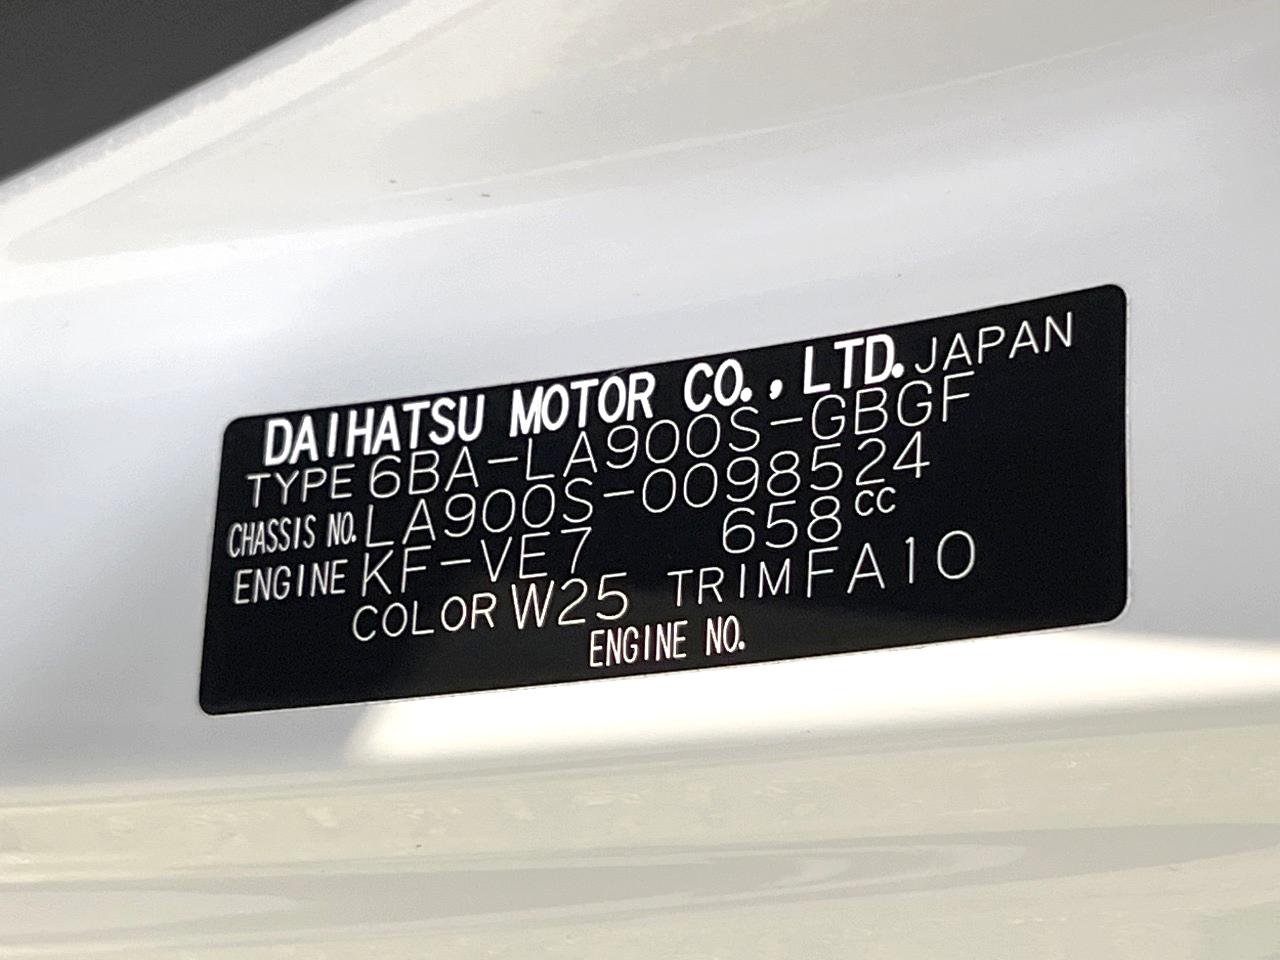 DAIHATSU MOTOR CO., LTD. JAPAN
TYPE 6BA-LA900S-GBGF
CHASSIS NO. LA900S-0098524
ENGINE KF-VE7 658cc
COLOR W25 TRIM FA10
ENGINE NO.